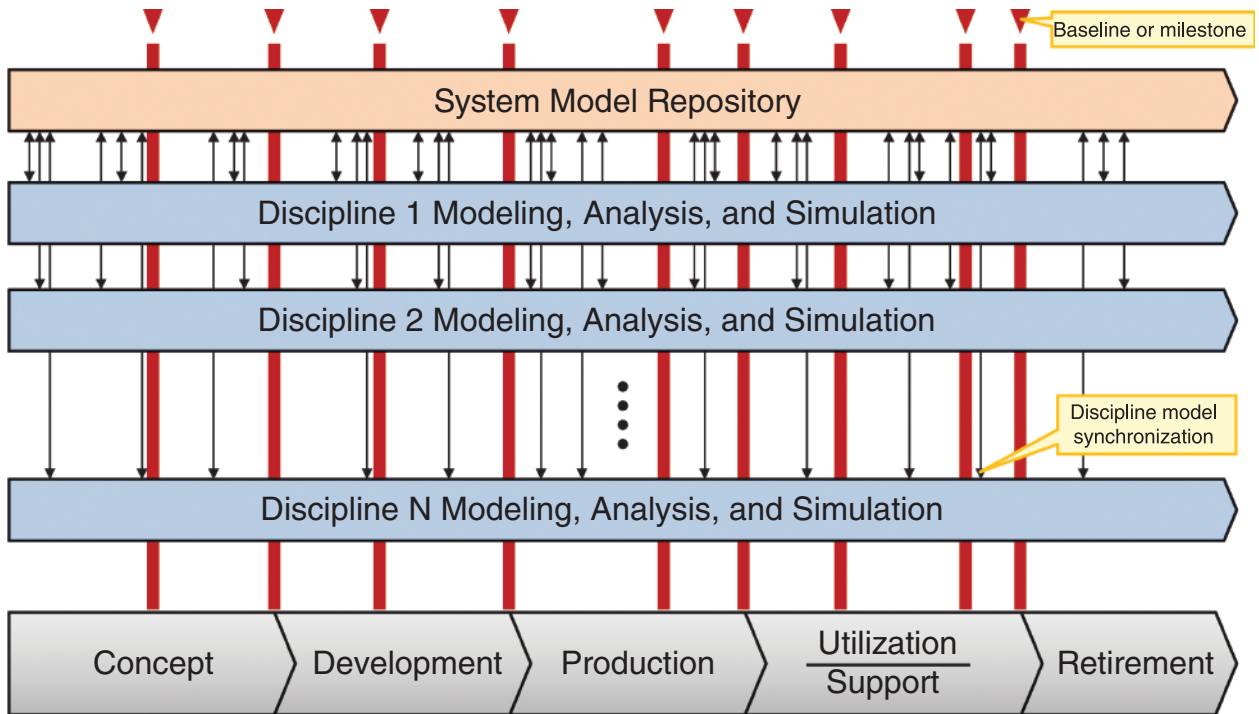 Baseline or milestone
System Model Repository
Discipline 1 Modeling, Analysis, and Simulation
Discipline 2 Modeling, Analysis, and Simulation
Discipline model
synchronization
Discipline N Modeling, Analysis, and Simulation
Concept
Development
Production
Utilization
Support
Retirement